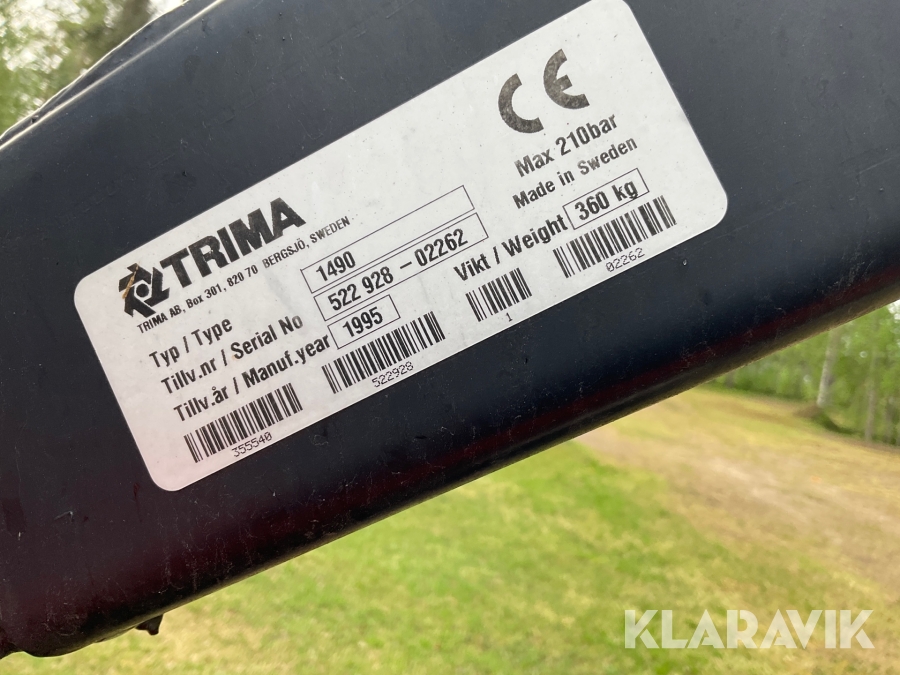 TRIMA
TRIMA AB, Box 301, 820 70 BERGSJÖ, SWEDEN
CE
Max 210bar
Made in Sweden
Typ / Type 1490
Tillv.nr / Serial No 522 928 - 02262
Tillv.år / Manuf.year 1995
Vikt / Weight 360 kg
355540
522928
1
02262
KLARAVIK